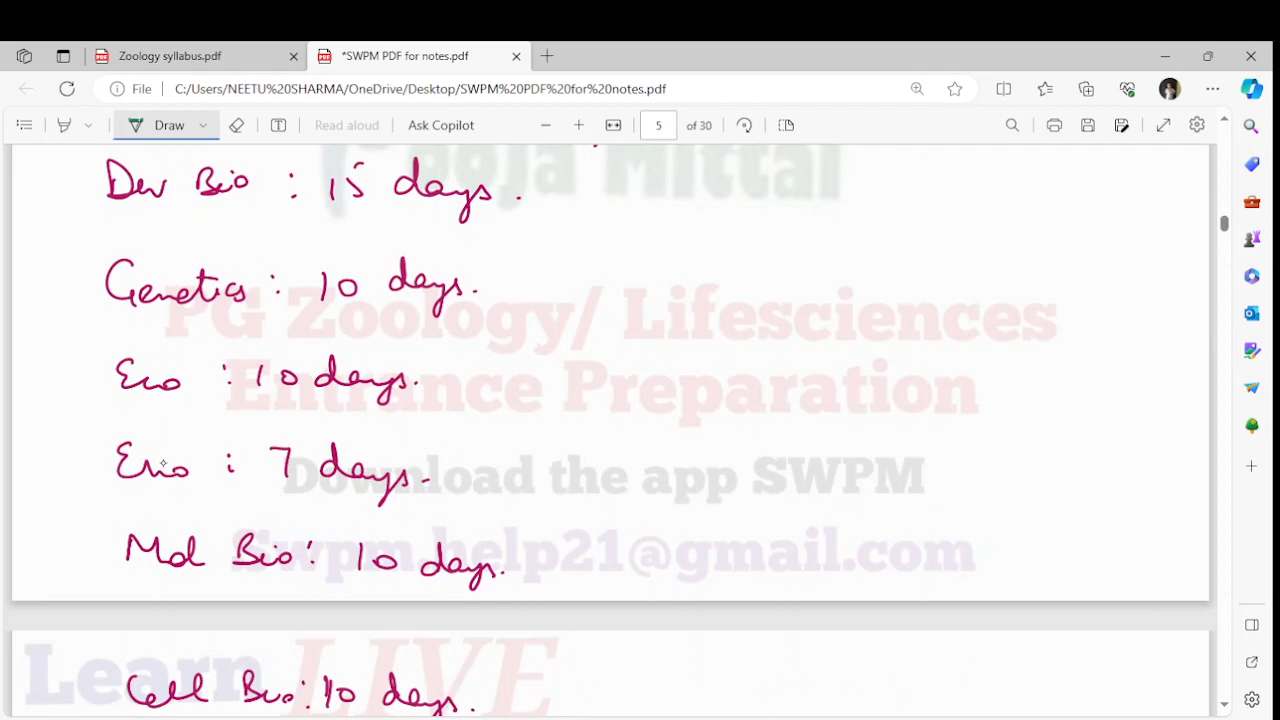 Zoology syllabus.pdf
*SWPM PDF for notes.pdf
File
C:/Users/NEETU%20SHARMA/OneDrive/Desktop/SWPM%20PDF%20for%20notes.pdf
Draw
Read aloud
Ask Copilot
5 of 30
Pooja Mittal
Dev Bio : 15 days.
Genetics : 10 days.
PG Zoology/ Lifesciences
Eco : 10 days.
Entrance Preparation
: 7 days.
Download the app SWPM
Mol Bio : 10 days.
Swpm.help21@gmail.com
Learn LIVE
Cell Bio : 10 days.